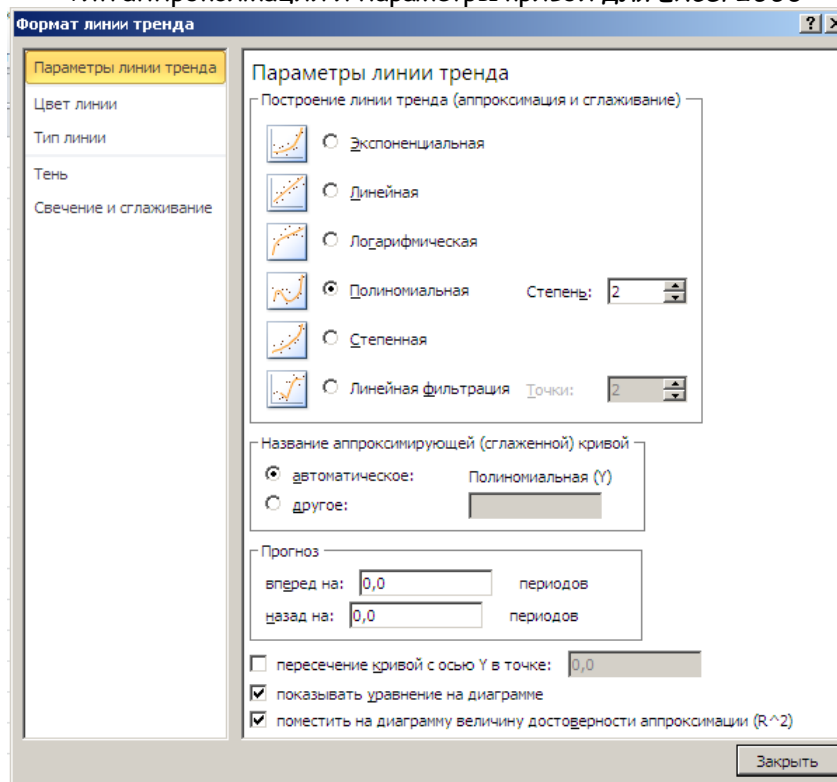 Формат линии тренда
Параметры линии тренда
Цвет линии
Тип линии
Тень
Свечение и сглаживание
Параметры линии тренда
Построение линии тренда (аппроксимация и сглаживание)
Экспоненциальная
Линейная
Логарифмическая
Полиномиальная Степень: 2
Степенная
Линейная фильтрация Точки: 2
Название аппроксимирующей (сглаженной) кривой
автоматическое: Полиномиальная (Y)
другое:
Прогноз
вперед на: 0,0 периодов
назад на: 0,0 периодов
пересечение кривой с осью Y в точке: 0,0
показывать уравнение на диаграмме
поместить на диаграмму величину достоверности аппроксимации (R^2)
Закрыть